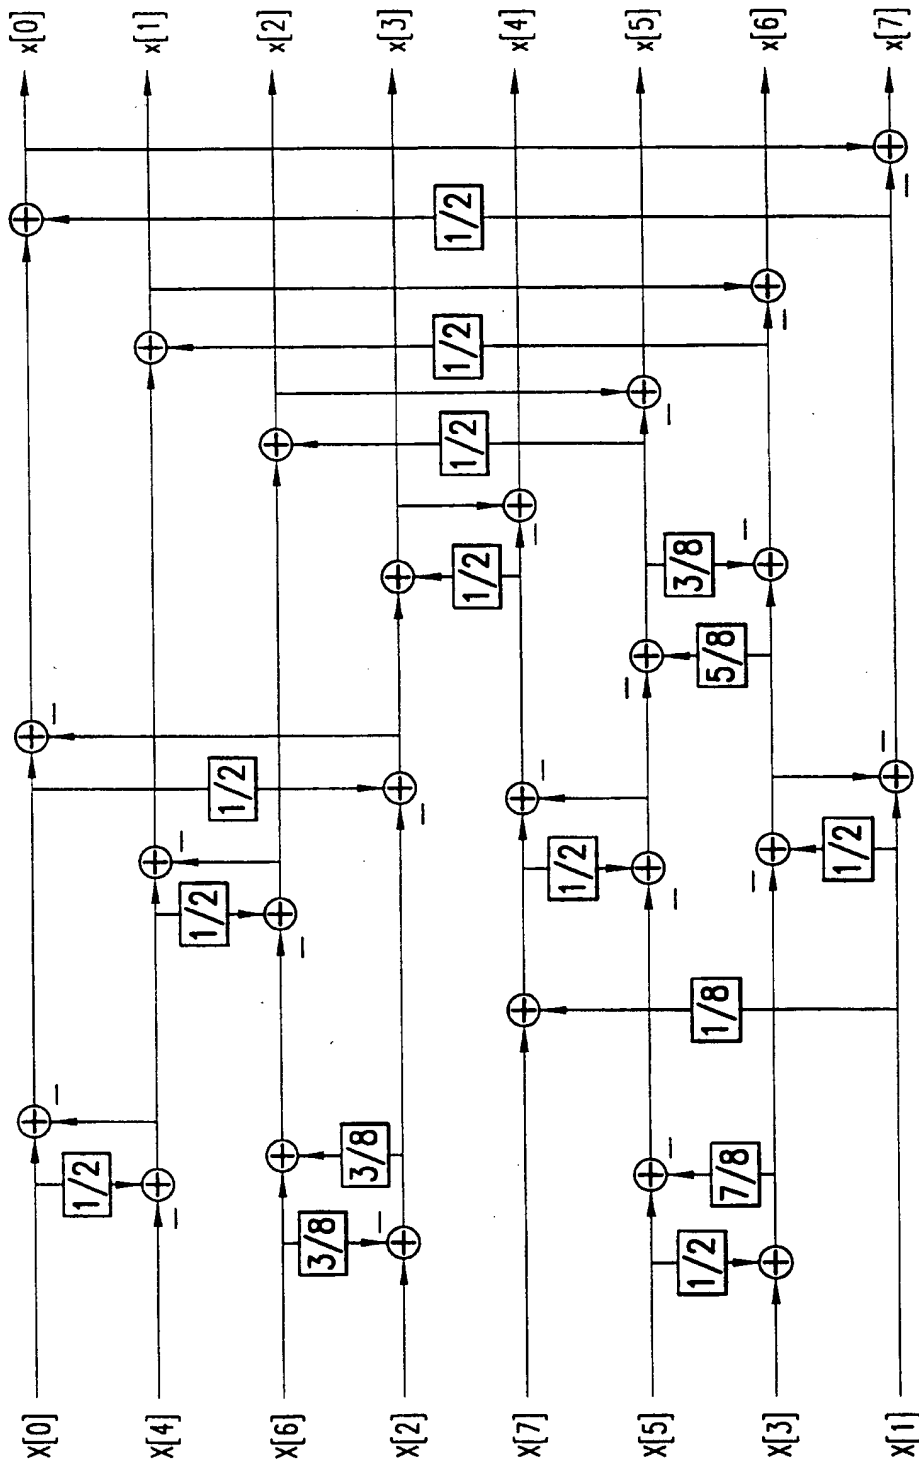 x[0]
x[1]
x[2]
x[3]
x[4]
x[5]
x[6]
x[7]
1/2
1/2
1/2
1/2
3/8
5/8
1/2
1/2
1/2
1/2
1/8
1/2
3/8
3/8
7/8
1/2
X[0]
X[4]
X[6]
X[2]
X[7]
X[5]
X[3]
X[1]